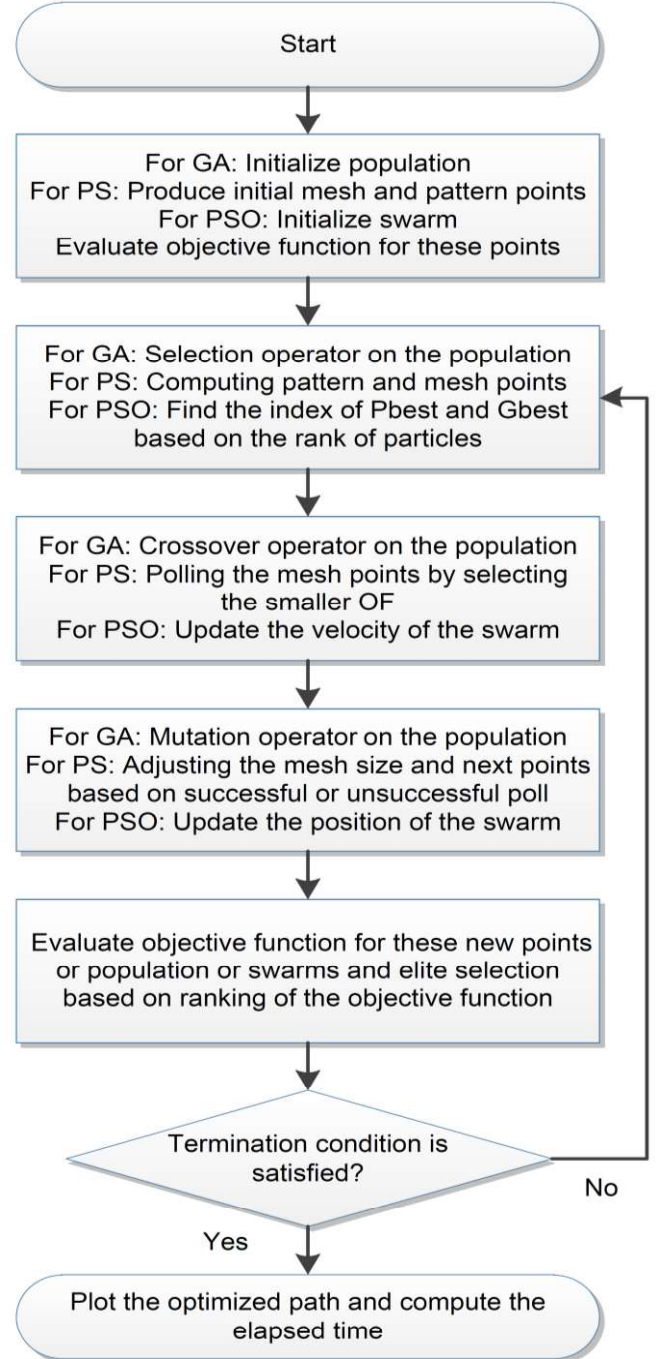 Start
For GA: Initialize population
For PS: Produce initial mesh and pattern points
For PSO: Initialize swarm
Evaluate objective function for these points
For GA: Selection operator on the population
For PS: Computing pattern and mesh points
For PSO: Find the index of Pbest and Gbest
based on the rank of particles
For GA: Crossover operator on the population
For PS: Polling the mesh points by selecting
the smaller OF
For PSO: Update the velocity of the swarm
For GA: Mutation operator on the population
For PS: Adjusting the mesh size and next points
based on successful or unsuccessful poll
For PSO: Update the position of the swarm
Evaluate objective function for these new points
or population or swarms and elite selection
based on ranking of the objective function
Termination condition is
satisfied?
No
Yes
Plot the optimized path and compute the
elapsed time